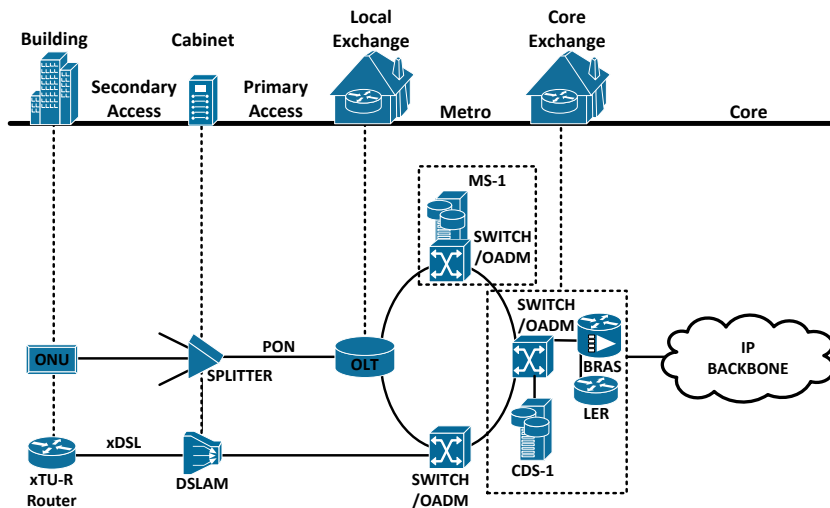 Building
Cabinet
Local
Exchange
Core
Exchange
Secondary
Access
Primary
Access
Metro
Core
MS-1
SWITCH
/OADM
SWITCH
/OADM
BRAS
LER
CDS-1
IP
BACKBONE
ONU
SPLITTER
PON
OLT
xDSL
xTU-R
Router
DSLAM
SWITCH
/OADM